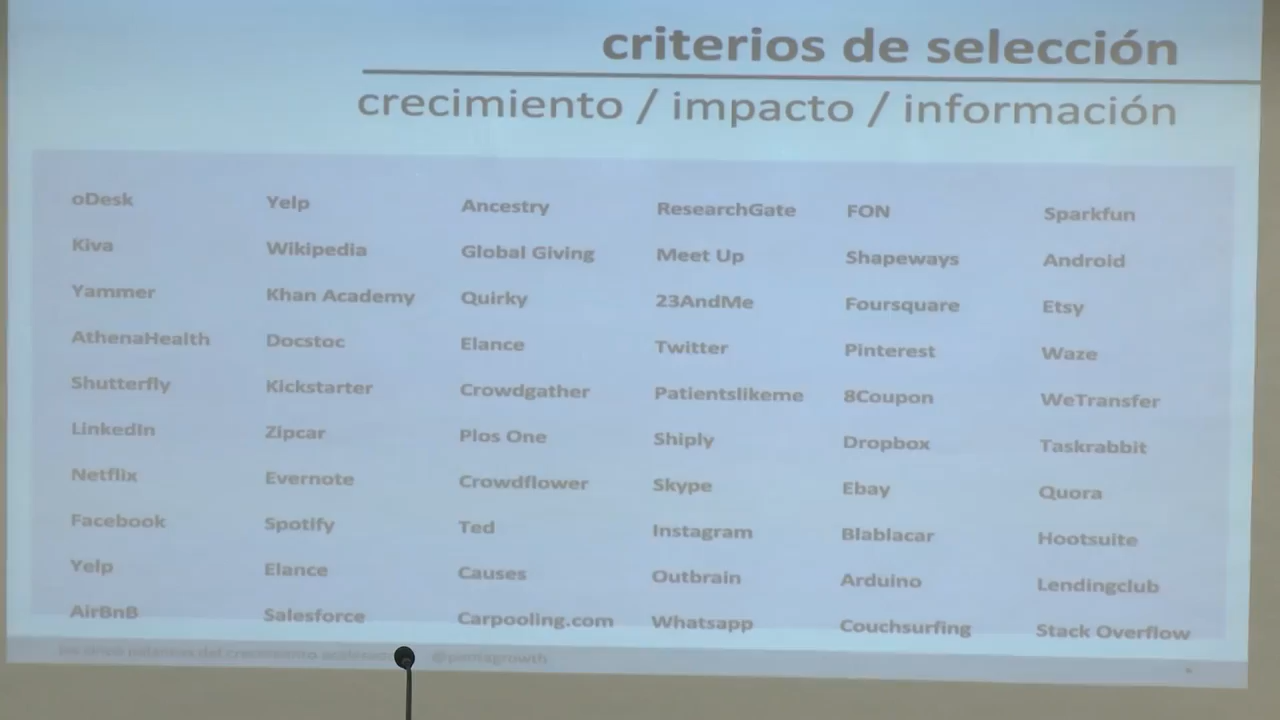 criterios de selección
crecimiento / impacto / información
oDesk Yelp Ancestry ResearchGate FON Sparkfun
Kiva Wikipedia Global Giving Meet Up Shapeways Android
Yammer Khan Academy Quirky 23AndMe Foursquare Etsy
AthenaHealth Docstoc Elance Twitter Pinterest Waze
Shutterfly Kickstarter Crowdgather Patientslikeme 8Coupon WeTransfer
LinkedIn Zipcar Plos One Shiply Dropbox Taskrabbit
Netflix Evernote Crowdflower Skype Ebay Quora
Facebook Spotify Ted Instagram Blablacar Hootsuite
Yelp Elance Causes Outbrain Arduino Lendingclub
AirBnB Salesforce Carpooling.com Whatsapp Couchsurfing Stack Overflow
del crecimiento @pentagrowth